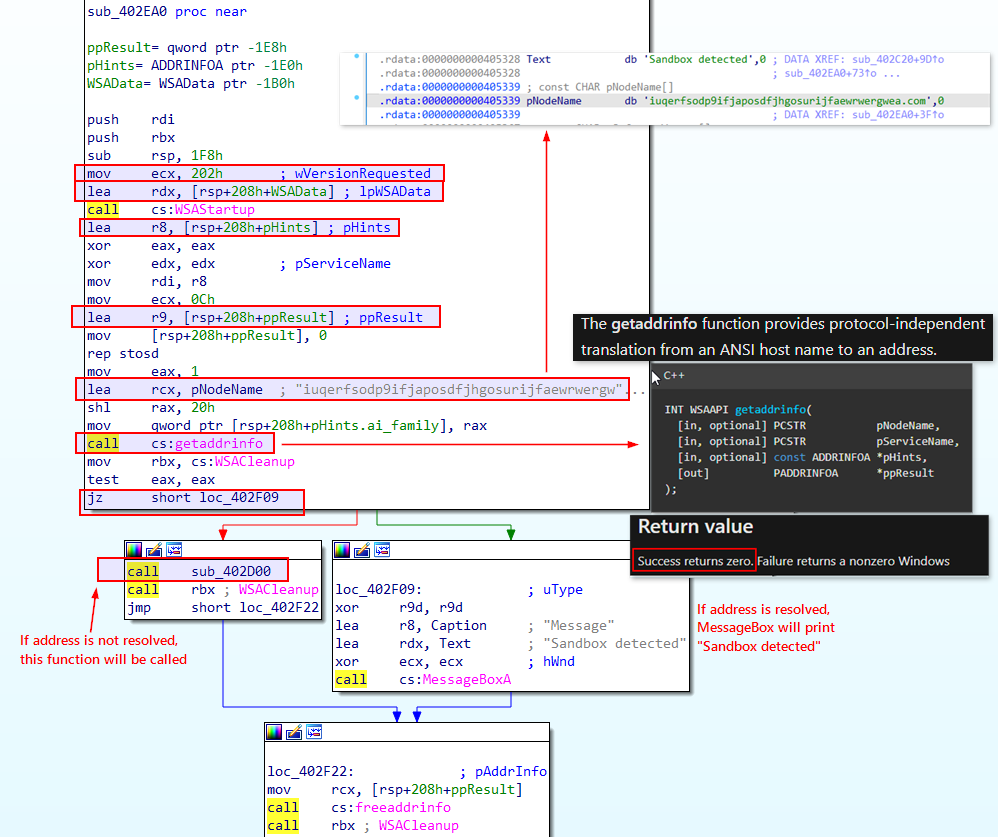 sub_402EA0 proc near
ppResult= qword ptr -1E8h
pHints= ADDRINFOA ptr -1E0h
WSAData= WSAData ptr -1B0h
push rdi
push rbx
sub rsp, 1F8h
mov ecx, 202h ; wVersionRequested
lea rdx, [rsp+208h+WSAData] ; lpWSAData
call cs:WSAStartup
lea r8, [rsp+208h+pHints] ; pHints
xor eax, eax
xor edx, edx ; pServiceName
mov rdi, r8
mov ecx, 0Ch
lea r9, [rsp+208h+ppResult] ; ppResult
mov [rsp+208h+ppResult], 0
rep stosd
mov eax, 1
lea rcx, pNodeName ; "iuqerfsodp9ifjaposdfjhgosurijfaewrwergw"...
shl rax, 20h
mov qword ptr [rsp+208h+pHints.ai_family], rax
call cs:getaddrinfo
mov rbx, cs:WSACleanup
test eax, eax
jz short loc_402F09
.rdata:0000000000405328 Text db 'Sandbox detected',0 ; DATA XREF: sub_402C20+9D↑o
.rdata:0000000000405328 ; sub_402EA0+73↑o ...
.rdata:0000000000405339 ; const CHAR pNodeName[]
.rdata:0000000000405339 pNodeName db 'iuqerfsodp9ifjaposdfjhgosurijfaewrwergwea.com',0
.rdata:0000000000405339 ; DATA XREF: sub_402EA0+3F↑o
The getaddrinfo function provides protocol-independent
translation from an ANSI host name to an address.
C++
INT WSAAPI getaddrinfo(
[in, optional] PCSTR pNodeName,
[in, optional] PCSTR pServiceName,
[in, optional] const ADDRINFOA *pHints,
[out] PADDRINFOA *ppResult
);
Return value
Success returns zero. Failure returns a nonzero Windows
call sub_402D00
call rbx ; WSACleanup
jmp short loc_402F22
If address is not resolved,
this function will be called
loc_402F09: ; uType
xor r9d, r9d
lea r8, Caption ; "Message"
lea rdx, Text ; "Sandbox detected"
xor ecx, ecx ; hWnd
call cs:MessageBoxA
If address is resolved,
MessageBox will print
"Sandbox detected"
loc_402F22: ; pAddrInfo
mov rcx, [rsp+208h+ppResult]
call cs:freeaddrinfo
call rbx ; WSACleanup